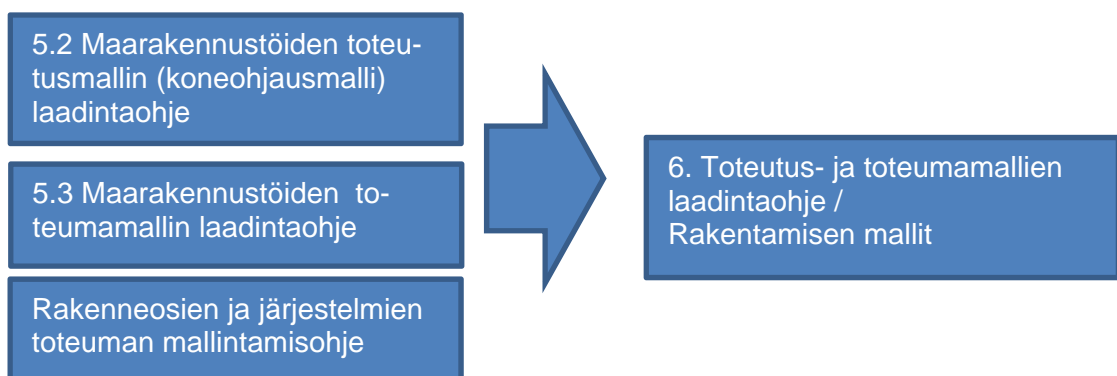 5.2 Maarakennustöiden toteu-
tusmallin (koneohjausmalli)
laadintaohje
5.3 Maarakennustöiden to-
teumamallin laadintaohje
Rakenneosien ja järjestelmien
toteuman mallintamisohje
6. Toteutus- ja toteumamallien
laadintaohje /
Rakentamisen mallit